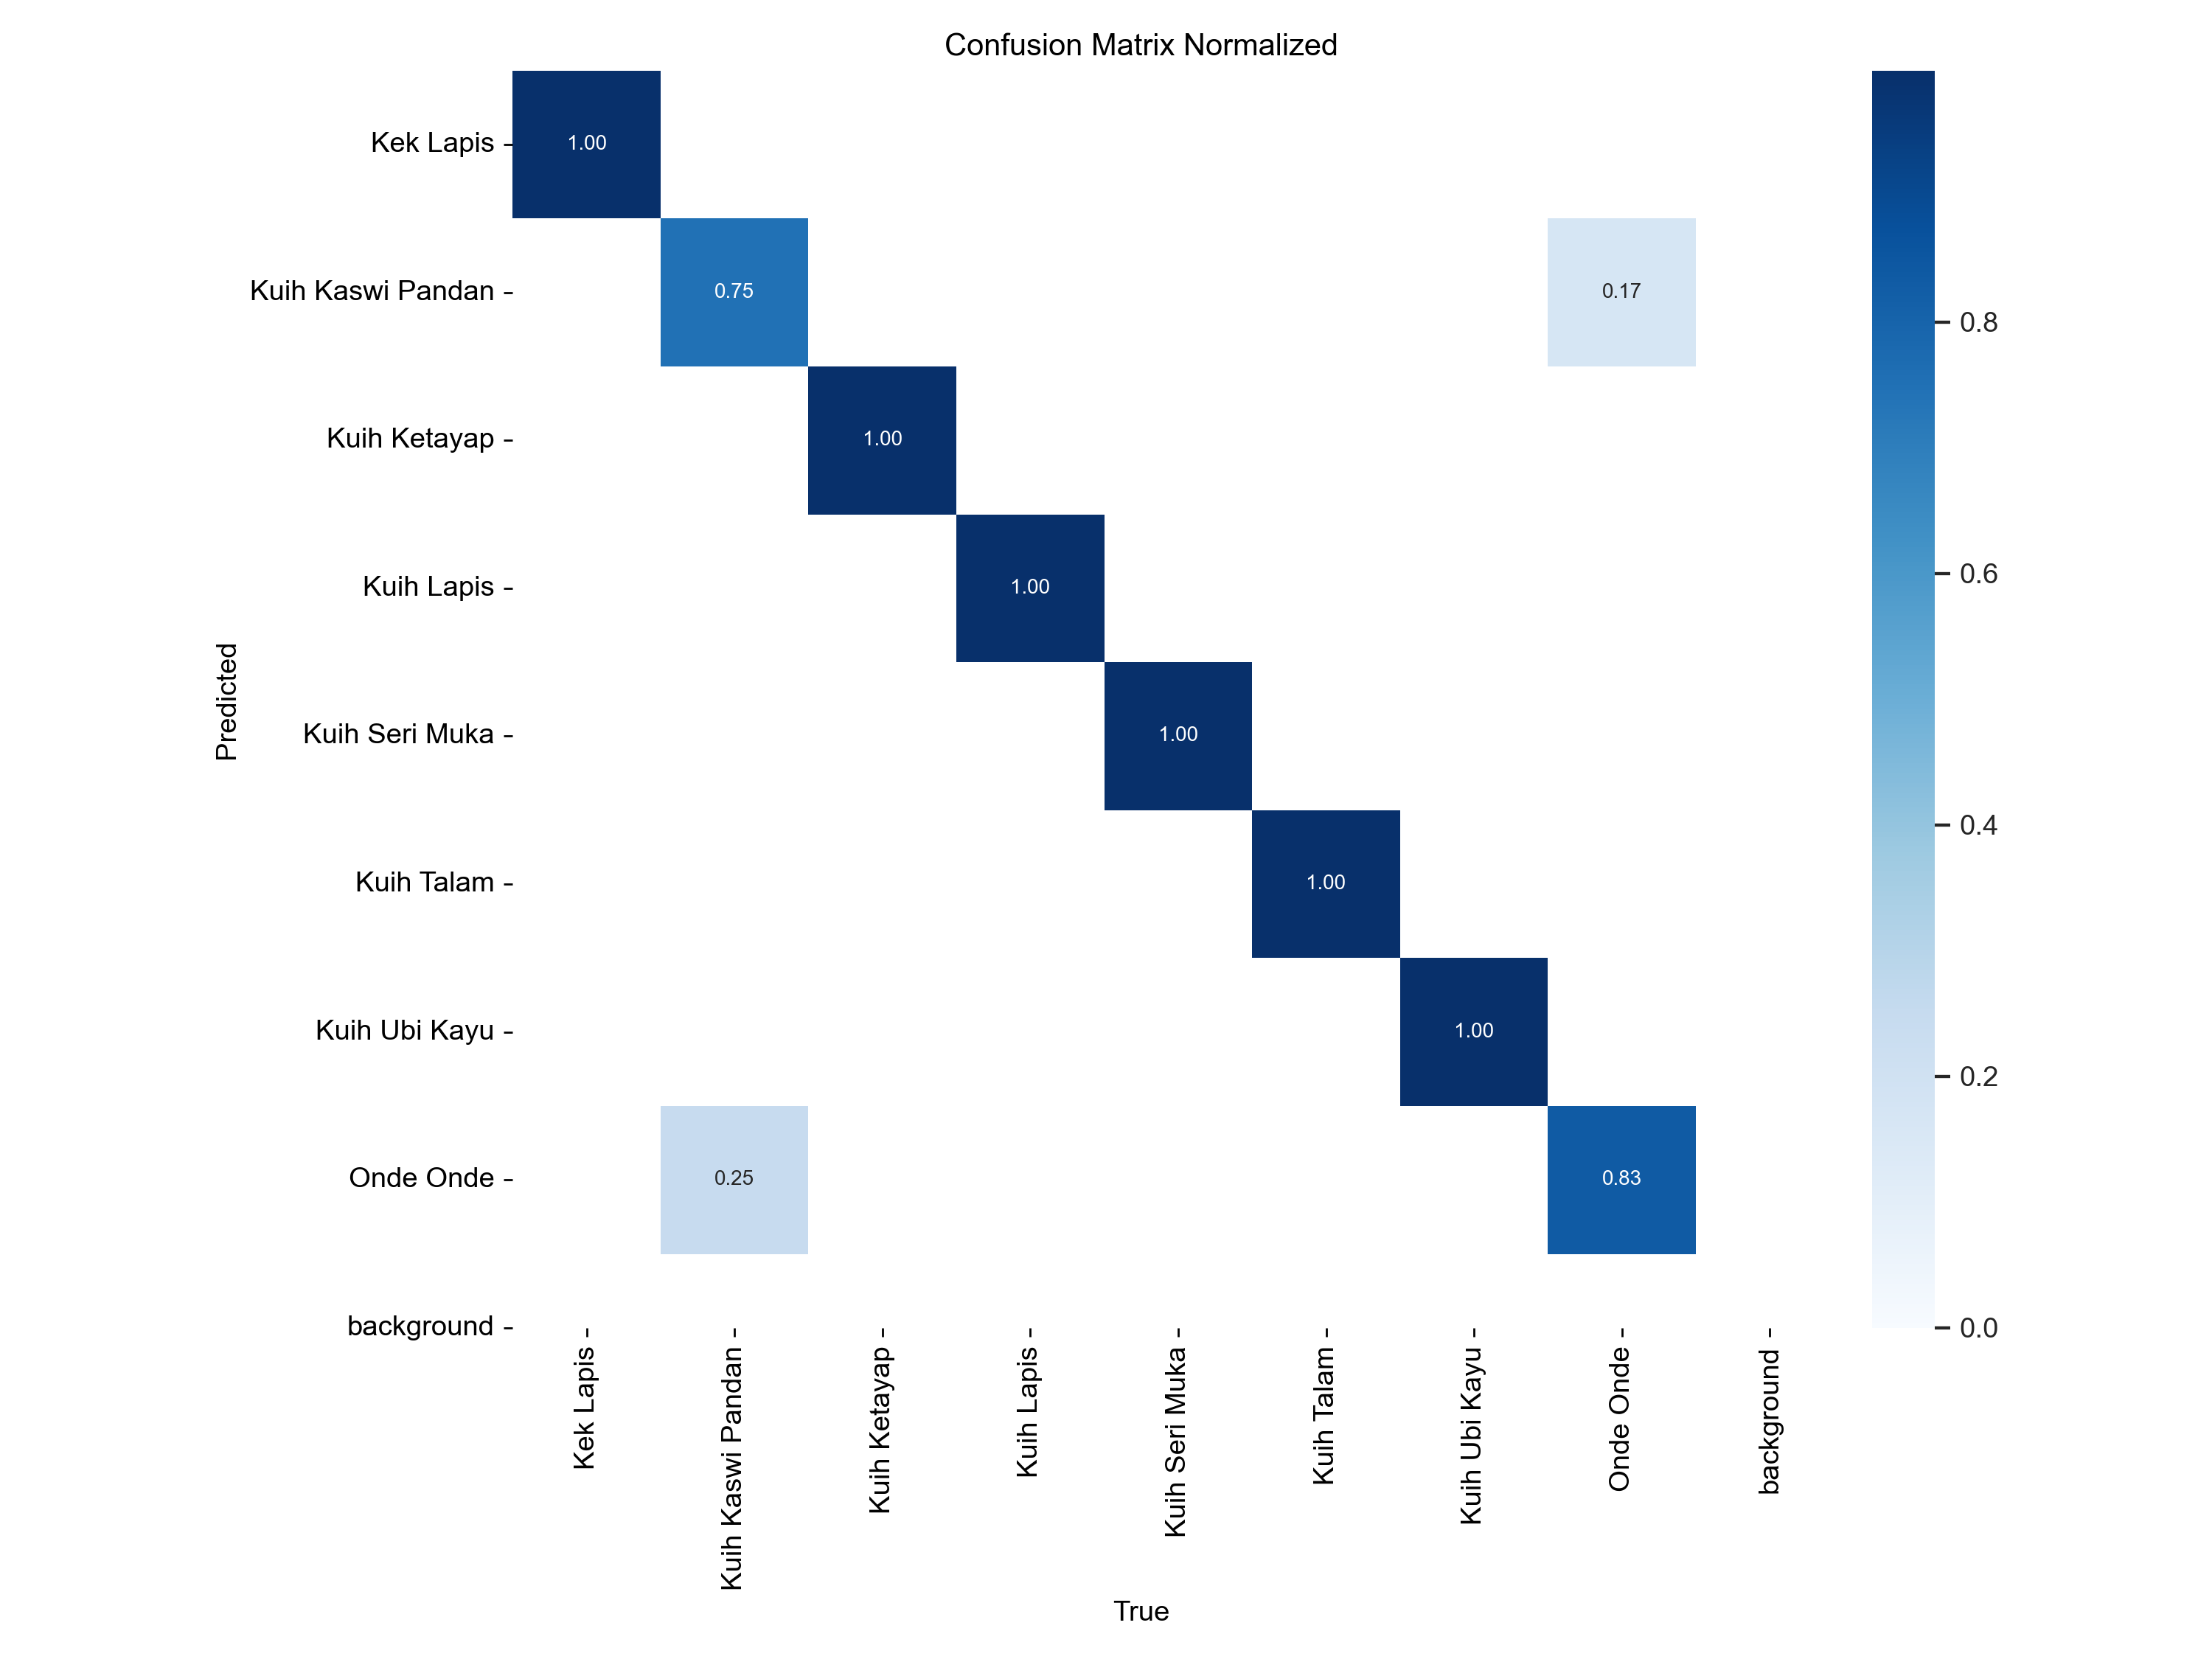 Confusion Matrix Normalized
Kek Lapis
1.00
Kuih Kaswi Pandan
0.75
0.17
0.8
Kuih Ketayap
1.00
Kuih Lapis
1.00
0.6
Predicted
Kuih Seri Muka
1.00
0.4
Kuih Talam
1.00
Kuih Ubi Kayu
1.00
0.2
Onde Onde
0.25
0.83
background
0.0
Kek Lapis
Kuih Kaswi Pandan
Kuih Ketayap
Kuih Lapis
Kuih Seri Muka
Kuih Talam
Kuih Ubi Kayu
Onde Onde
background
True